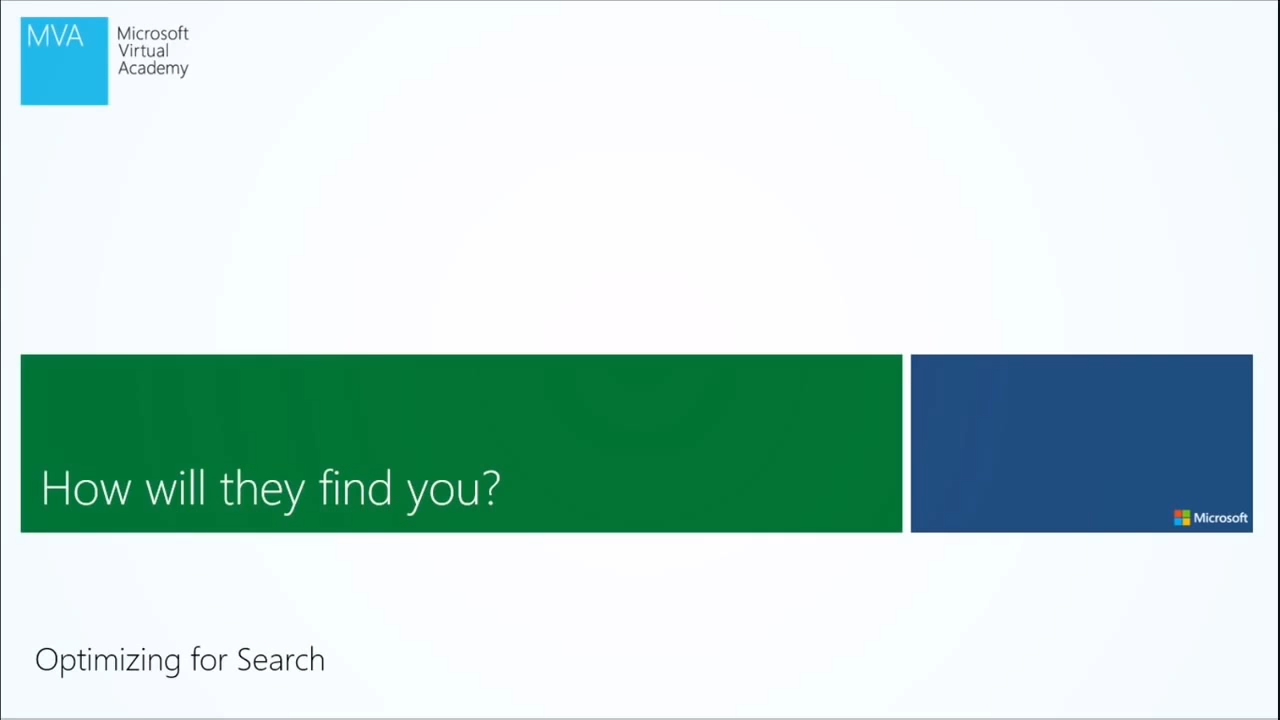 MVA
Microsoft
Virtual
Academy
How will they find you?
Microsoft
Optimizing for Search